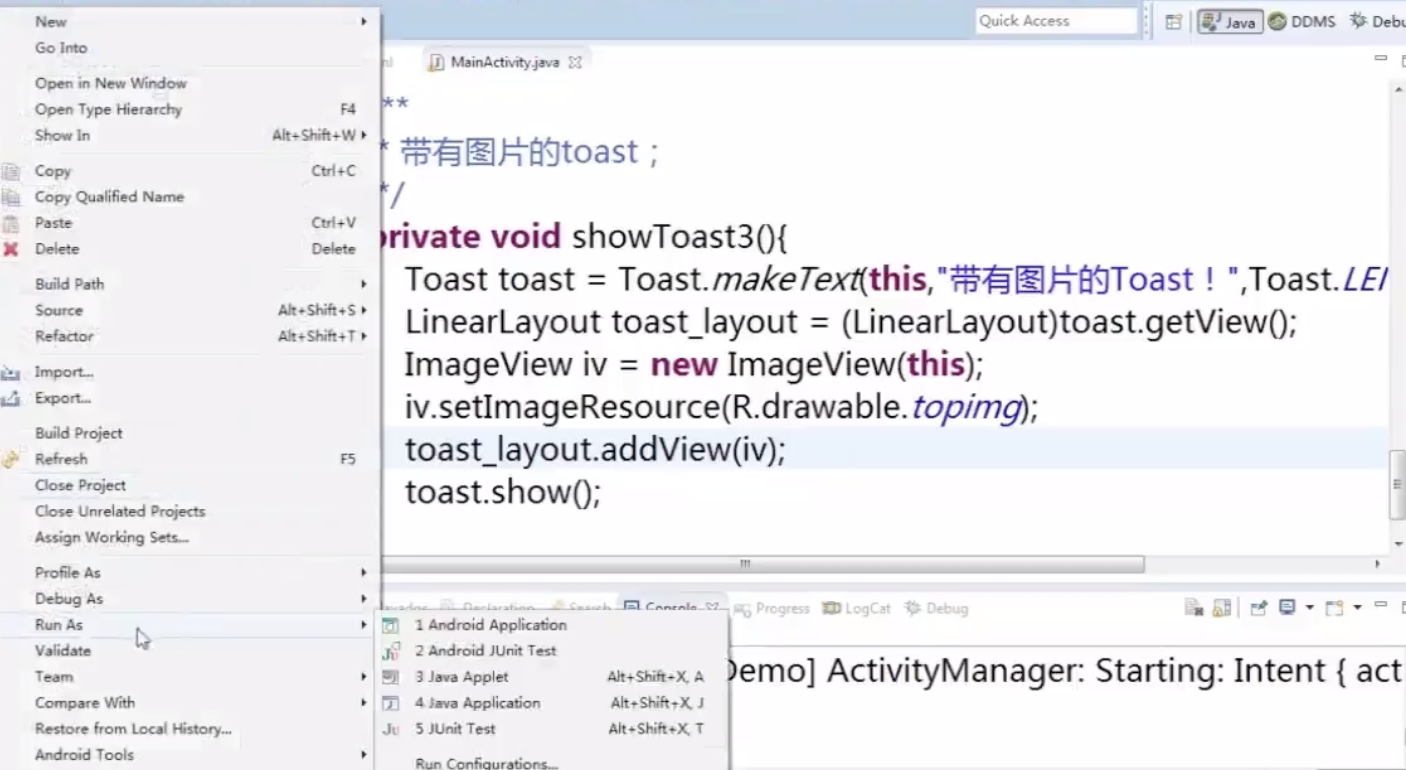 New
Go Into
Open in New Window
Open Type Hierarchy F4
Show In Alt+Shift+W
Copy Ctrl+C
Copy Qualified Name
Paste Ctrl+V
Delete Delete
Build Path
Source Alt+Shift+S
Refactor Alt+Shift+T
Import...
Export...
Build Project
Refresh F5
Close Project
Close Unrelated Projects
Assign Working Sets...
Profile As
Debug As
Run As
Validate
Team
Compare With
Restore from Local History...
Android Tools
1 Android Application
2 Android JUnit Test
3 Java Applet Alt+Shift+X, A
4 Java Application Alt+Shift+X, J
5 JUnit Test Alt+Shift+X, T
Run Configurations...
Quick Access Java DDMS Debu
MainActivity.java
**
* 带有图片的toast；
*/
private void showToast3(){
Toast toast = Toast.makeText(this,"带有图片的Toast！",Toast.LEI
LinearLayout toast_layout = (LinearLayout)toast.getView();
ImageView iv = new ImageView(this);
iv.setImageResource(R.drawable.topimg);
toast_layout.addView(iv);
toast.show();
Declaration Search Console Progress LogCat Debug
Demo] ActivityManager: Starting: Intent { act